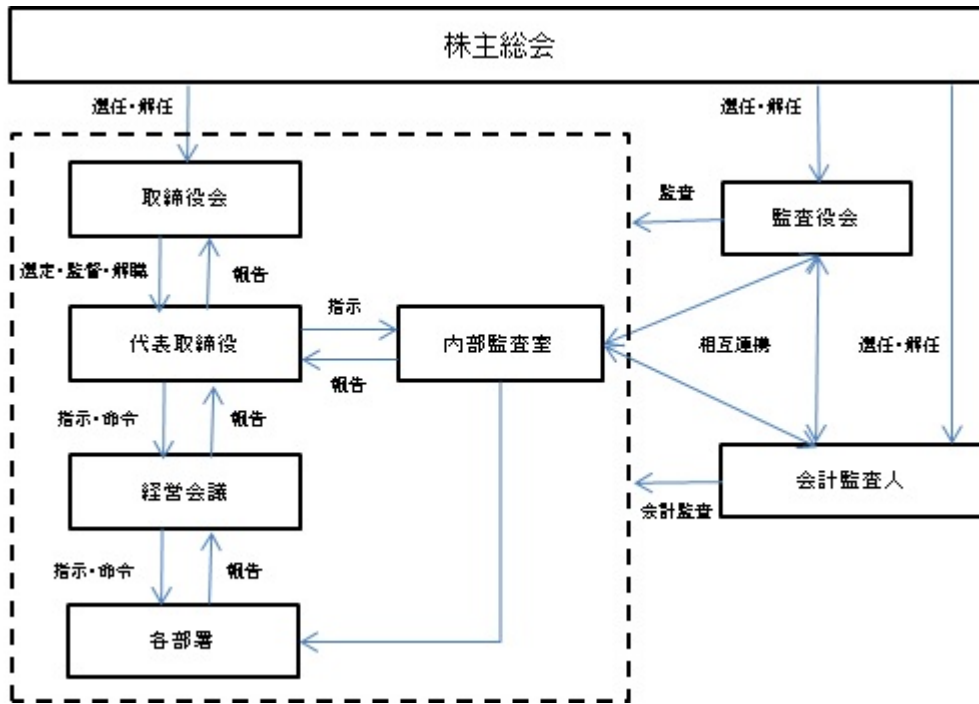 株主総会
選任・解任
選任・解任
取締役会
監査
監査役会
選定・監督・解職
報告
指示
代表取締役
内部監査室
相互連携
選任・解任
報告
指示・命令
報告
経営会議
会計監査人
会計監査
指示・命令
報告
各部署